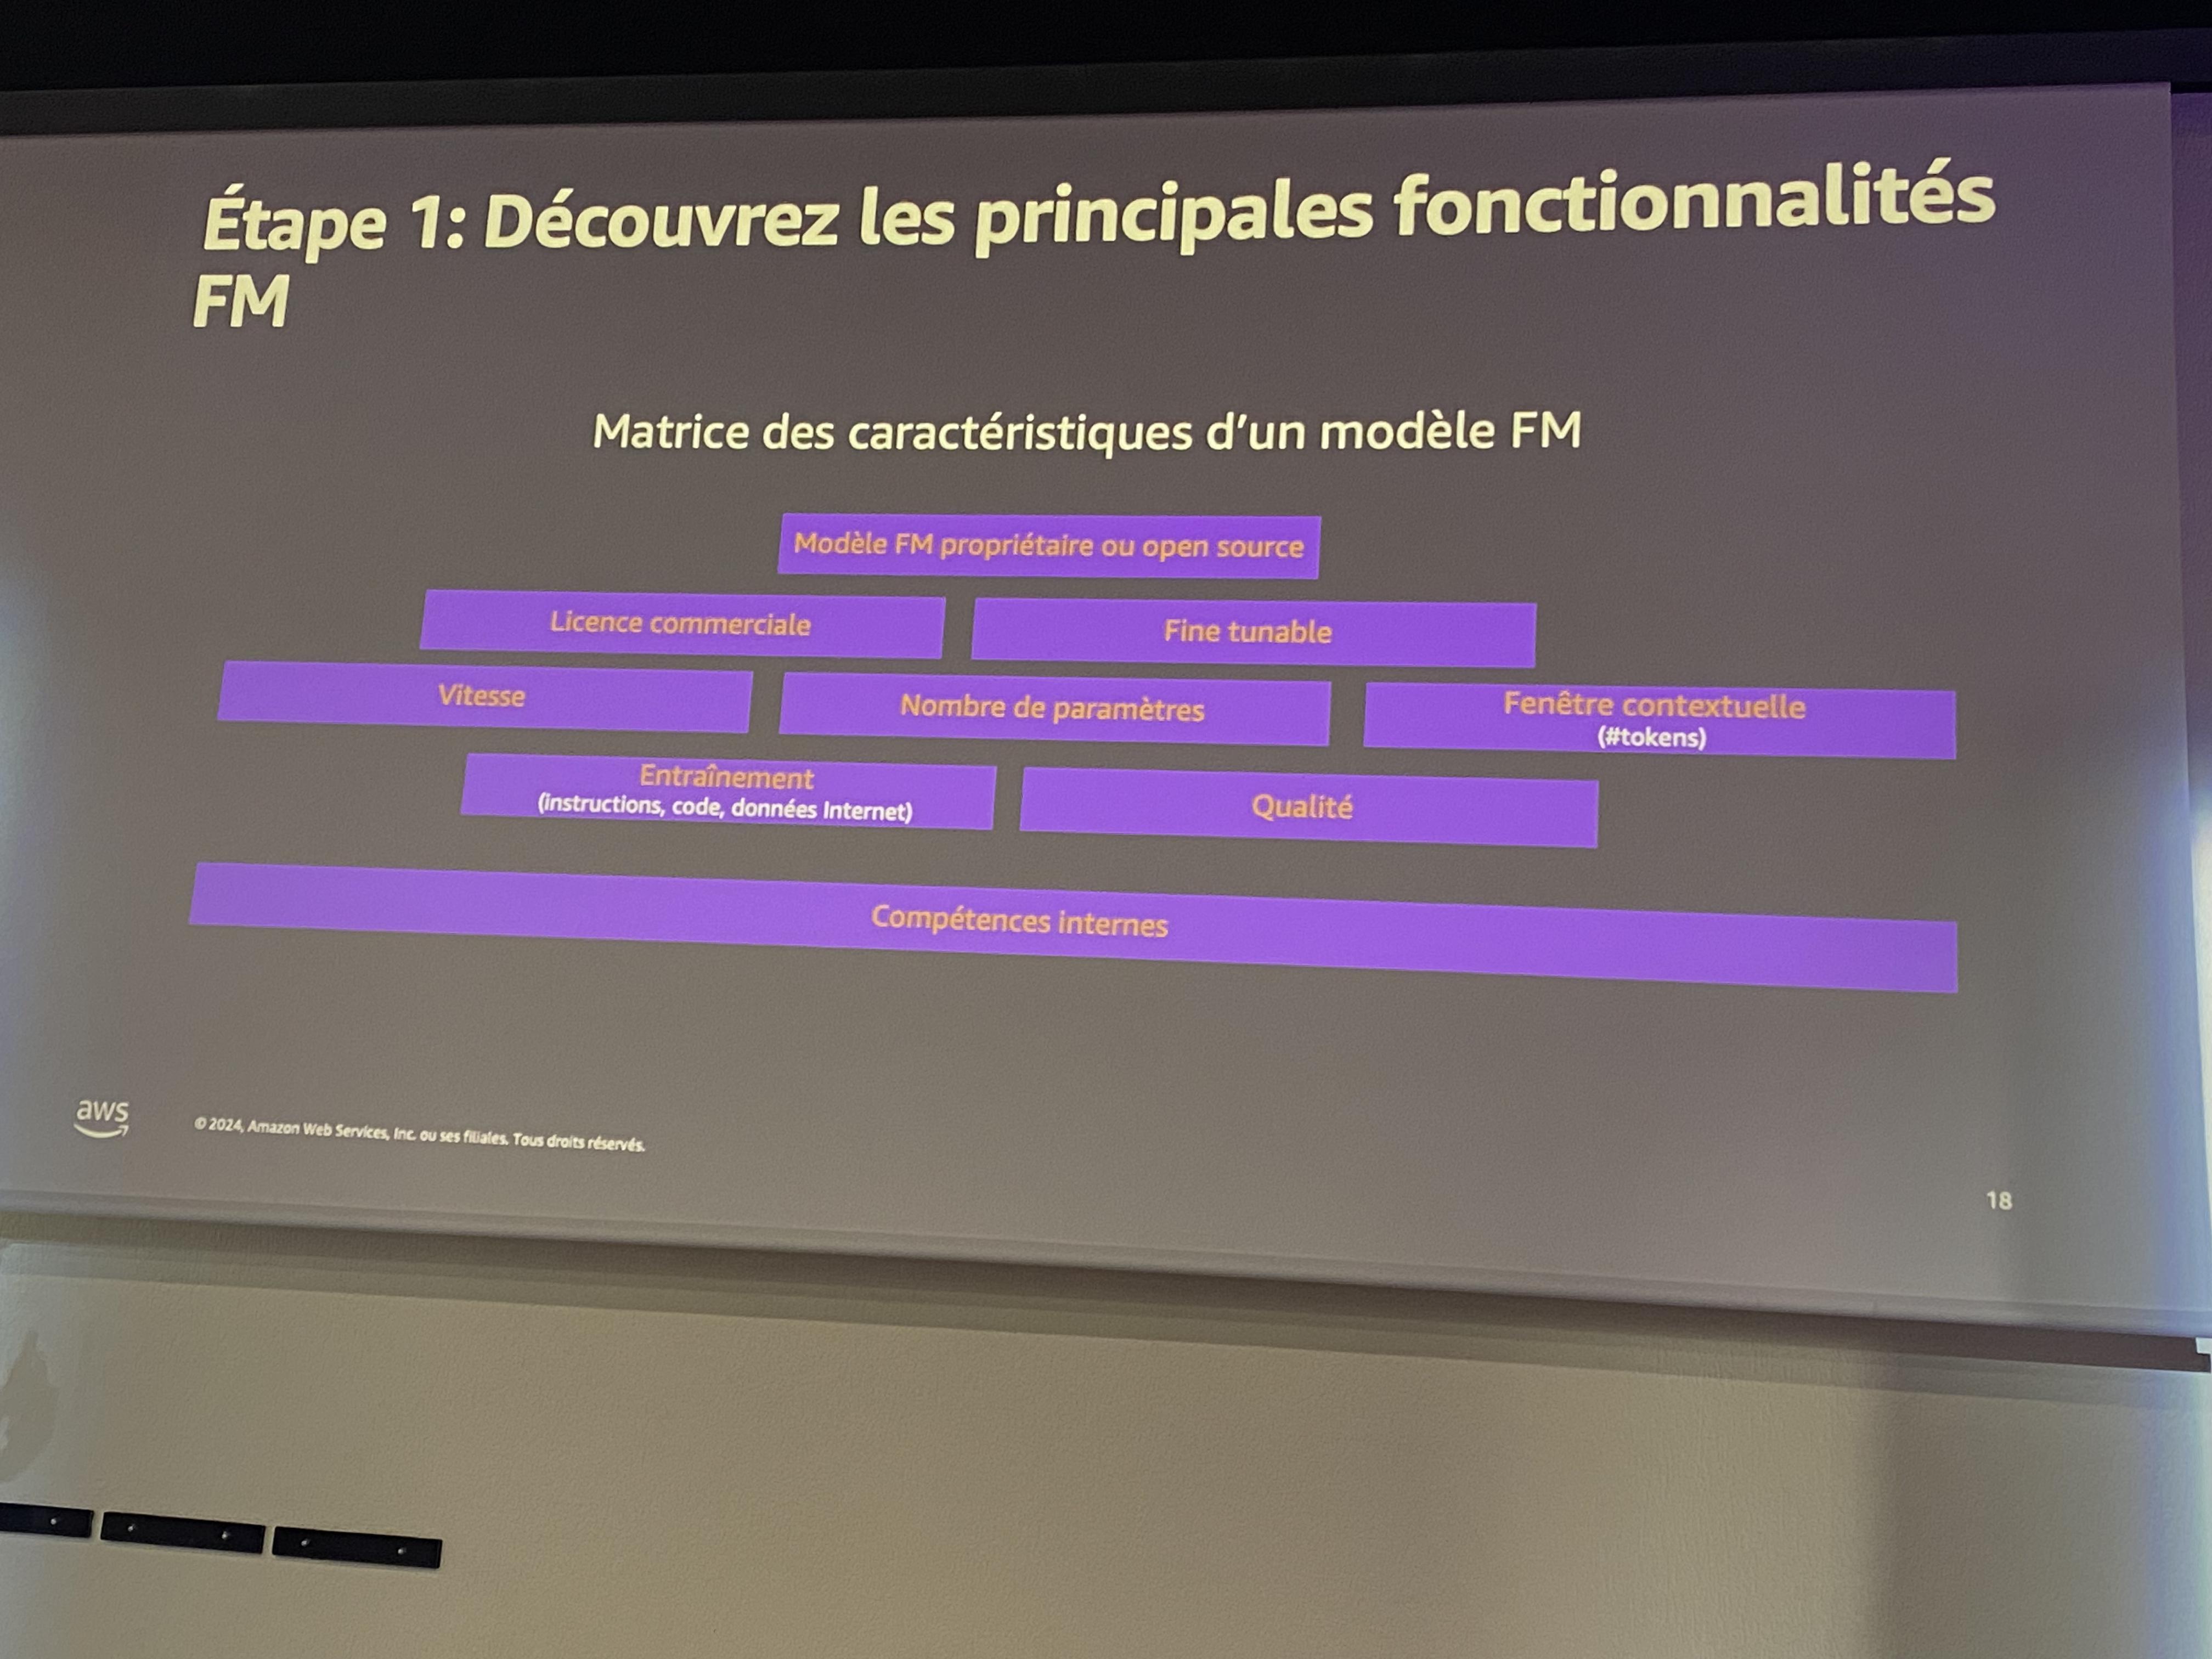 Étape 1: Découvrez les principales fonctionnalités
FM
Matrice des caractéristiques d'un modèle FM
Modèle FM propriétaire ou open source
Licence commerciale
Fine tunable
Vitesse
Nombre de paramètres
Fenêtre contextuelle
(#tokens)
Entraînement
(instructions, code, données Internet)
Qualité
Compétences internes
aws
© 2024, Amazon Web Services, Inc. ou ses filiales. Tous droits réservés.
18